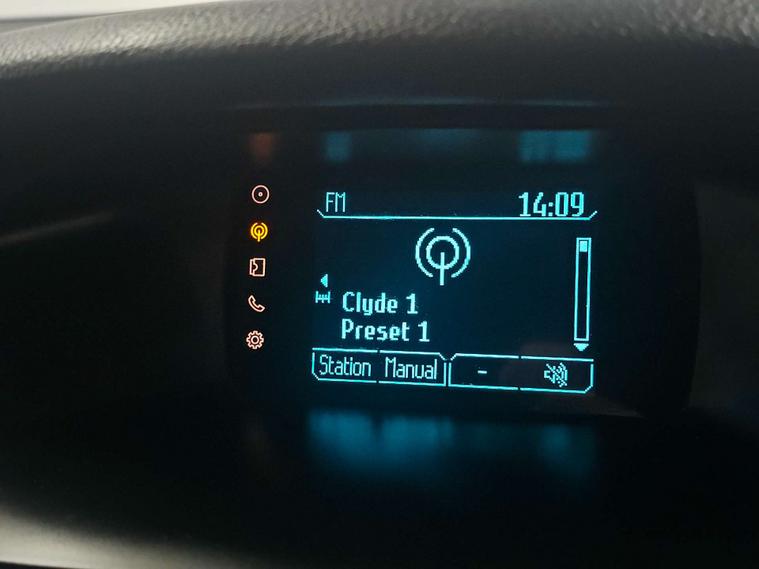 FM 14:09
Clyde 1
Preset 1
Station Manual -